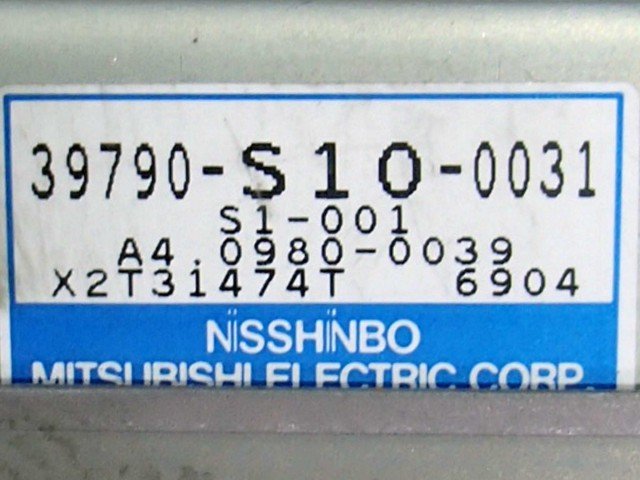 39790-S10-0031
S1-001
A4.0980-0039
X2T31474T 6904
NISSHINBO
MITSUBISHI ELECTRIC CORP.